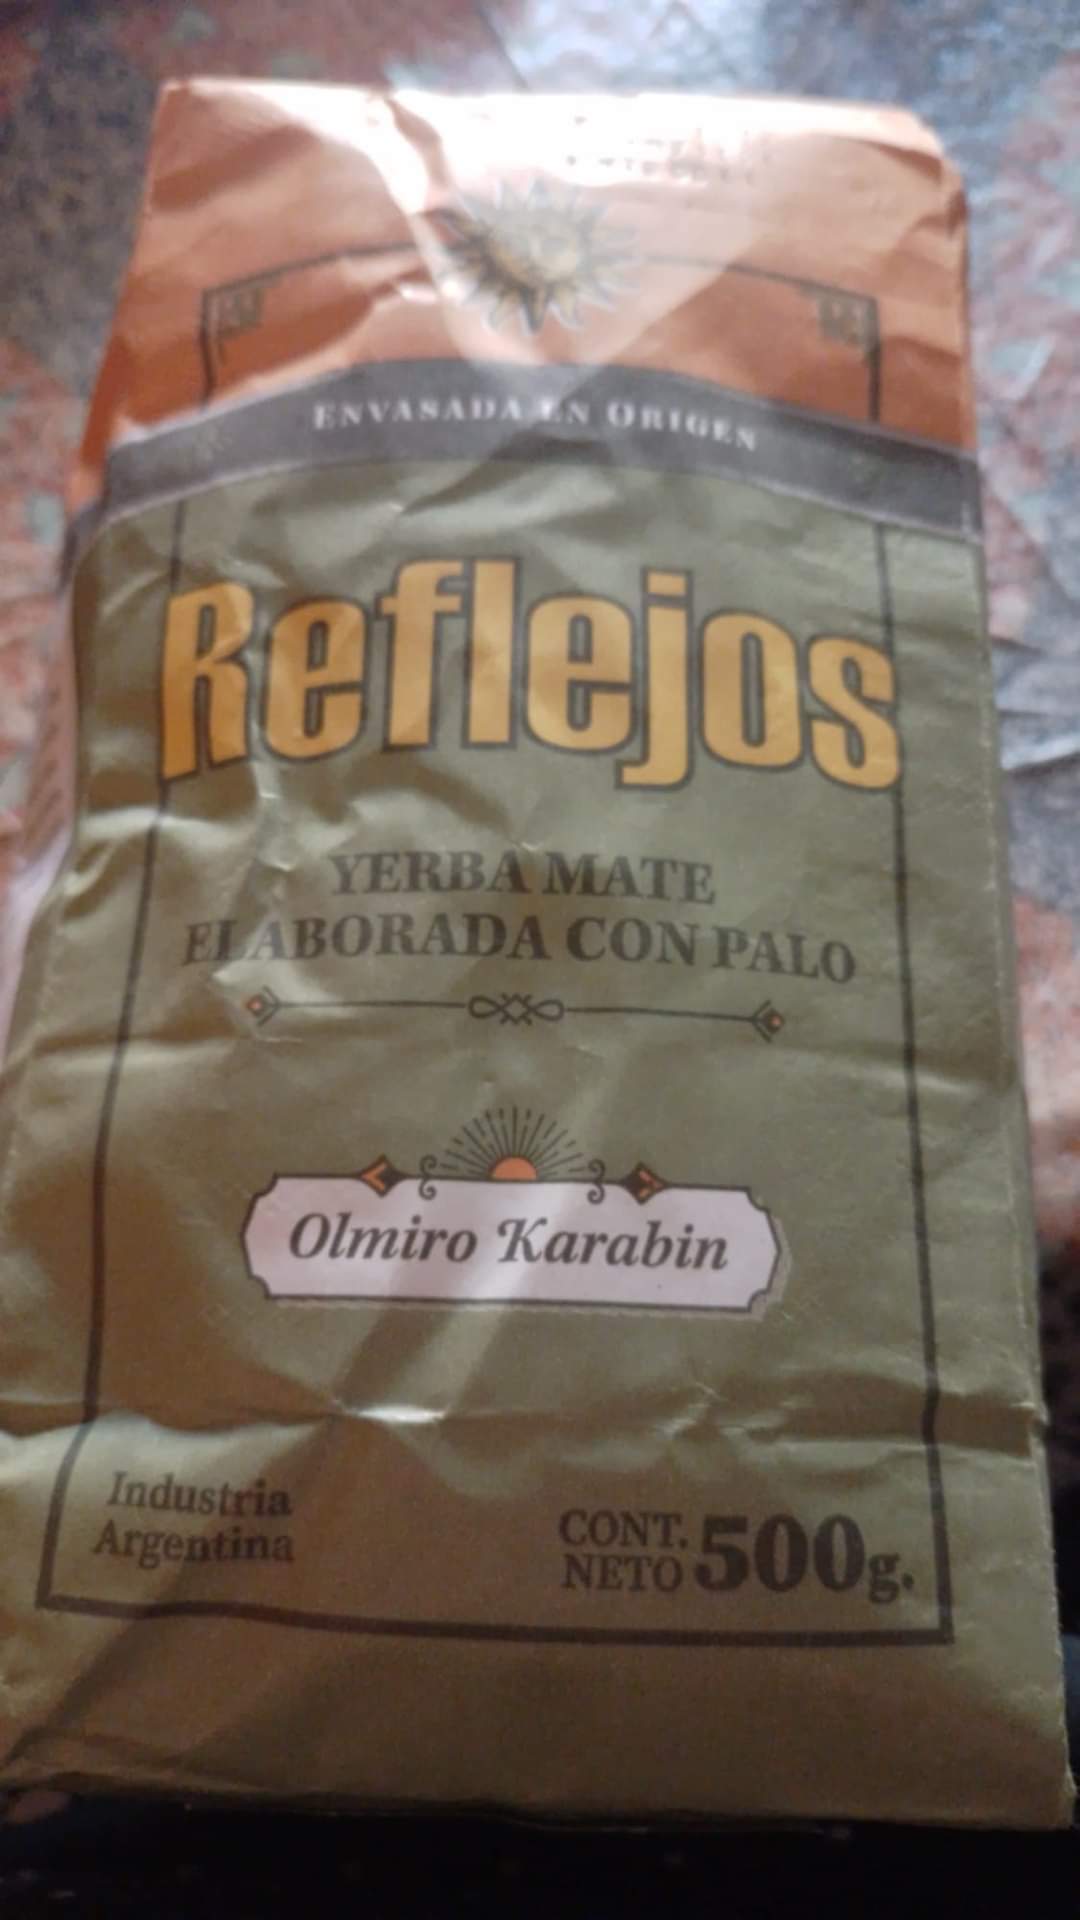 ENVASADA EN ORIGEN
Reflejos
YERBA MATE
ELABORADA CON PALO
Olmiro Karabin
Industria
Argentina
CONT.
NETO 500g.